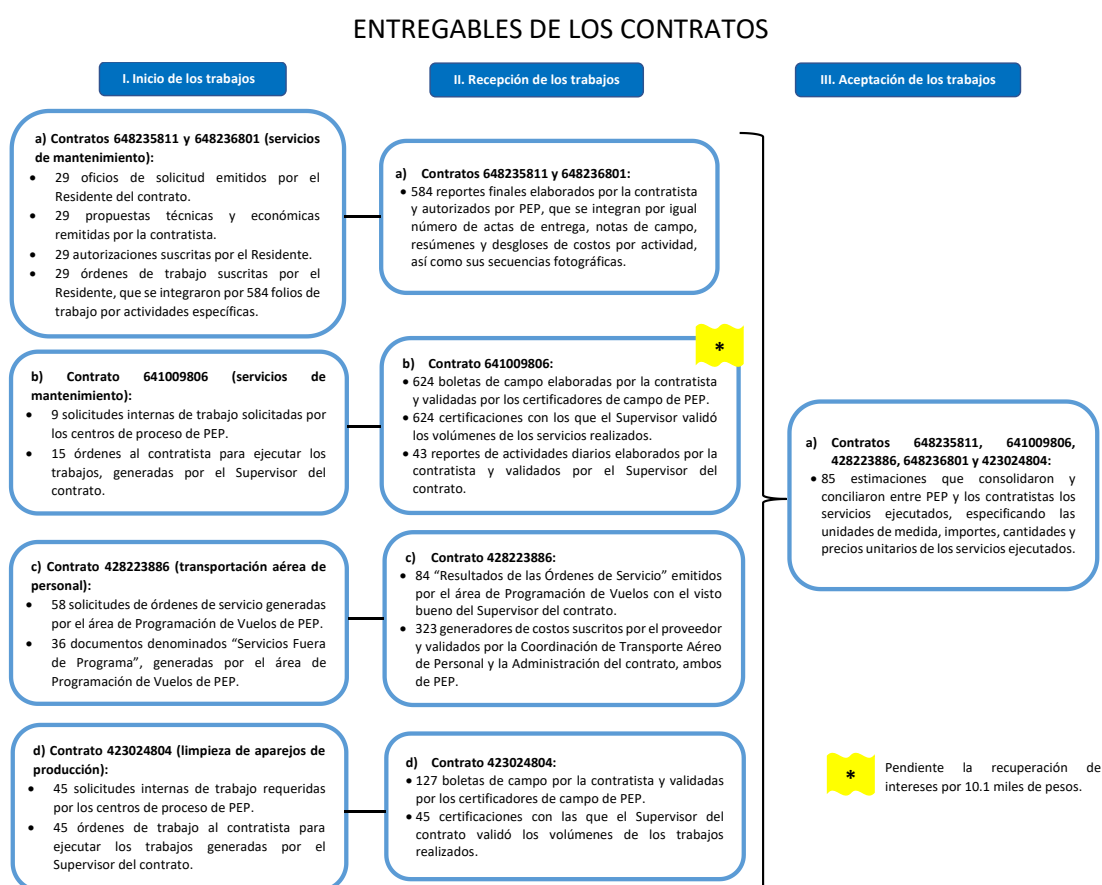 ENTREGABLES DE LOS CONTRATOS
I. Inicio de los trabajos
II. Recepción de los trabajos
III. Aceptación de los trabajos
a) Contratos 648235811 y 648236801 (servicios
de mantenimiento):
• 29 oficios de solicitud emitidos por el
Residente del contrato.
• 29 propuestas técnicas y económicas
remitidas por la contratista.
• 29 autorizaciones suscritas por el Residente.
• 29 órdenes de trabajo suscritas por el
Residente, que se integraron por 584 folios de
trabajo por actividades específicas.
a) Contratos 648235811 y 648236801:
• 584 reportes finales elaborados por la contratista
y autorizados por PEP, que se integran por igual
número de actas de entrega, notas de campo,
resúmenes y desgloses de costos por actividad,
así como sus secuencias fotográficas.
b) Contrato 641009806 (servicios de
mantenimiento):
• 9 solicitudes internas de trabajo solicitadas por
los centros de proceso de PEP.
• 15 órdenes al contratista para ejecutar los
trabajos, generadas por el Supervisor del
contrato.
*
b) Contrato 641009806:
• 624 boletas de campo elaboradas por la contratista
y validadas por los certificadores de campo de PEP.
• 624 certificaciones con los que el Supervisor validó
los volúmenes de los servicios realizados.
• 43 reportes de actividades diarios elaborados por la
contratista y validados por el Supervisor del
contrato.
a) Contratos 648235811, 641009806,
428223886, 648236801 y 423024804:
• 85 estimaciones que consolidaron y
conciliaron entre PEP y los contratistas los
servicios ejecutados, especificando las
unidades de medida, importes, cantidades y
precios unitarios de los servicios ejecutados.
c) Contrato 428223886 (transportación aérea de
personal):
• 58 solicitudes de órdenes de servicio generadas
por el área de Programación de Vuelos de PEP.
• 36 documentos denominados “Servicios Fuera
de Programa”, generadas por el área de
Programación de Vuelos de PEP.
c) Contrato 428223886:
• 84 “Resultados de las Órdenes de Servicio” emitidos
por el área de Programación de Vuelos con el visto
bueno del Supervisor del contrato.
• 323 generadores de costos suscritos por el proveedor
y validados por la Coordinación de Transporte Aéreo
de Personal y la Administración del contrato, ambos
de PEP.
d) Contrato 423024804 (limpieza de aparejos de
producción):
• 45 solicitudes internas de trabajo requeridas
por los centros de proceso de PEP.
• 45 órdenes de trabajo al contratista para
ejecutar los trabajos generadas por el
Supervisor del contrato.
d) Contrato 423024804:
• 127 boletas de campo por la contratista y validadas
por los certificadores de campo de PEP.
• 45 certificaciones con las que el Supervisor del
contrato validó los volúmenes de los trabajos
realizados.
* Pendiente la recuperación de
intereses por 10.1 miles de pesos.